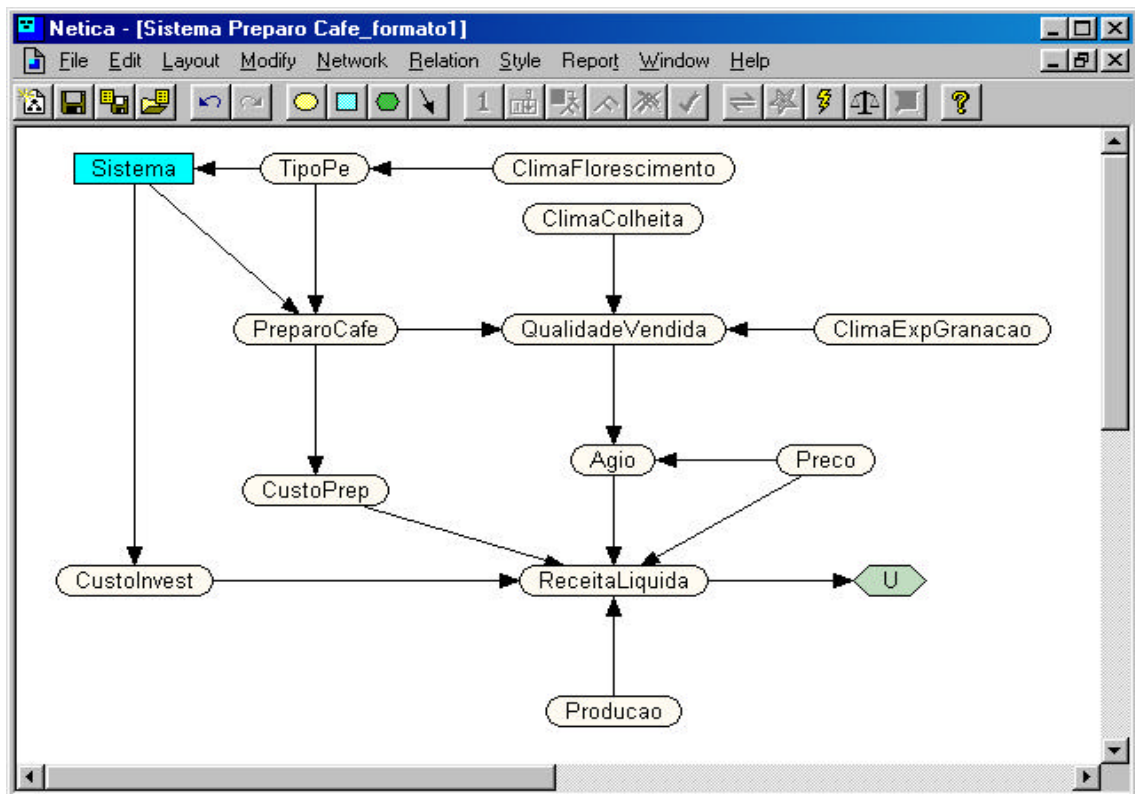 Netica - [Sistema Preparo Cafe_formato1]
File Edit Layout Modify Network Relation Style Report Window Help
1 ?
Sistema TipoPe ClimaFlorescimento
ClimaColheita
PreparoCafe QualidadeVendida ClimaExpGranacao
Agio Preco
CustoPrep
CustoInvest ReceitaLiquida U
Producao